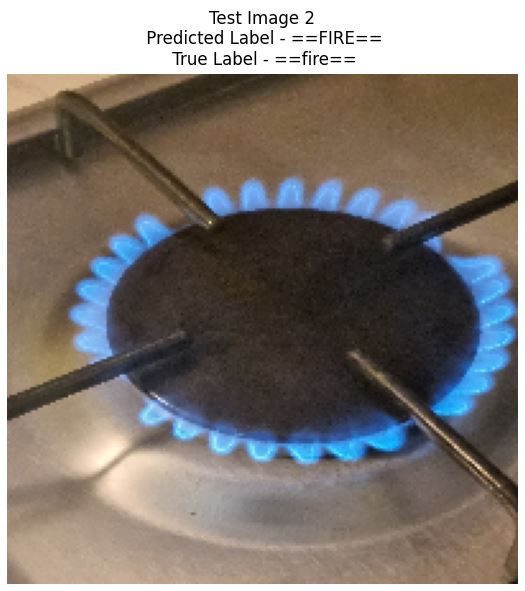 Test Image 2
Predicted Label - ==FIRE==
True Label - ==fire==